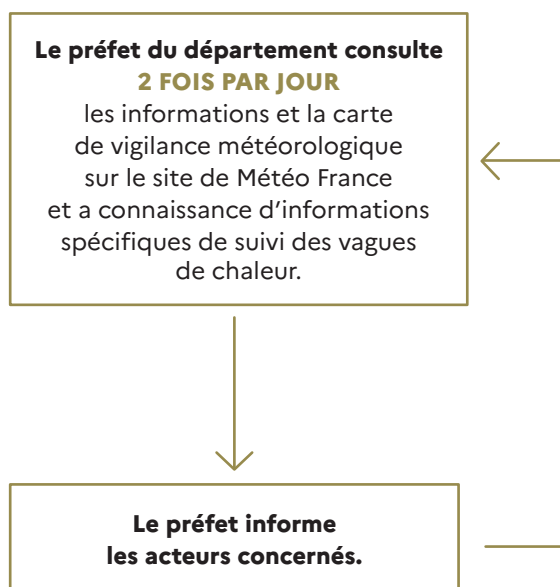 Le préfet du département consulte
2 FOIS PAR JOUR
les informations et la carte
de vigilance météorologique
sur le site de Météo France
et a connaissance d’informations
spécifiques de suivi des vagues
de chaleur.
Le préfet informe
les acteurs concernés.